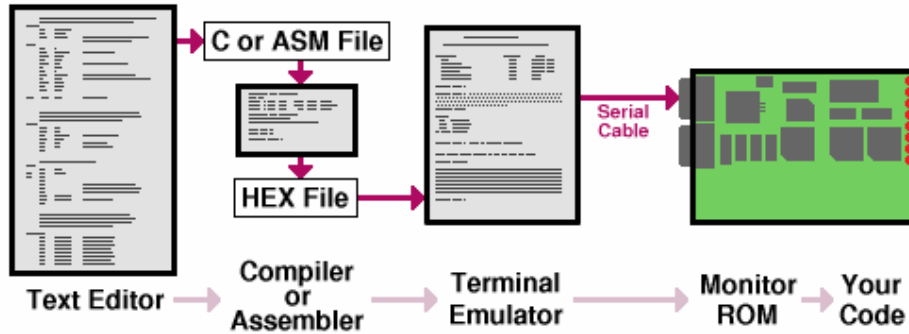 C or ASM File
HEX File
Serial
Cable
Text Editor
Compiler
or
Assembler
Terminal
Emulator
Monitor
ROM
Your
Code